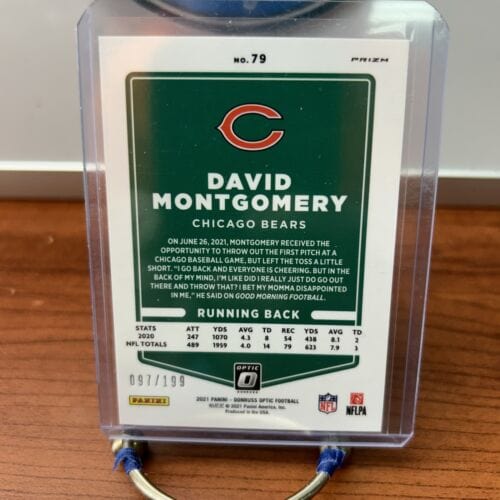 NO. 79
PRIZM
C
DAVID
MONTGOMERY
CHICAGO BEARS
ON JUNE 26, 2021, MONTGOMERY RECEIVED THE
OPPORTUNITY TO THROW OUT THE FIRST PITCH AT A
CHICAGO BASEBALL GAME, BUT LEFT THE TOSS A LITTLE
SHORT. "I GO BACK AND EVERYONE IS CHEERING. BUT IN THE
BACK OF MY MIND, I'M LIKE DID I REALLY JUST DO GO OUT
THERE AND THROW THAT? I BET MY MOMMA DISAPPOINTED
IN ME," HE SAID ON GOOD MORNING FOOTBALL.
RUNNING BACK
STATS ATT YDS AVG TD REC YDS AVG TD
2020 247 1070 4.3 8 54 438 8.1 2
NFL TOTALS 489 1959 4.0 14 79 623 7.9 3
097/199
OPTIC
DONRUSS
PANINI
2021 PANINI - DONRUSS OPTIC FOOTBALL
© 2021 Panini America, Inc.
Produced in the USA.
NFL
NFLPA